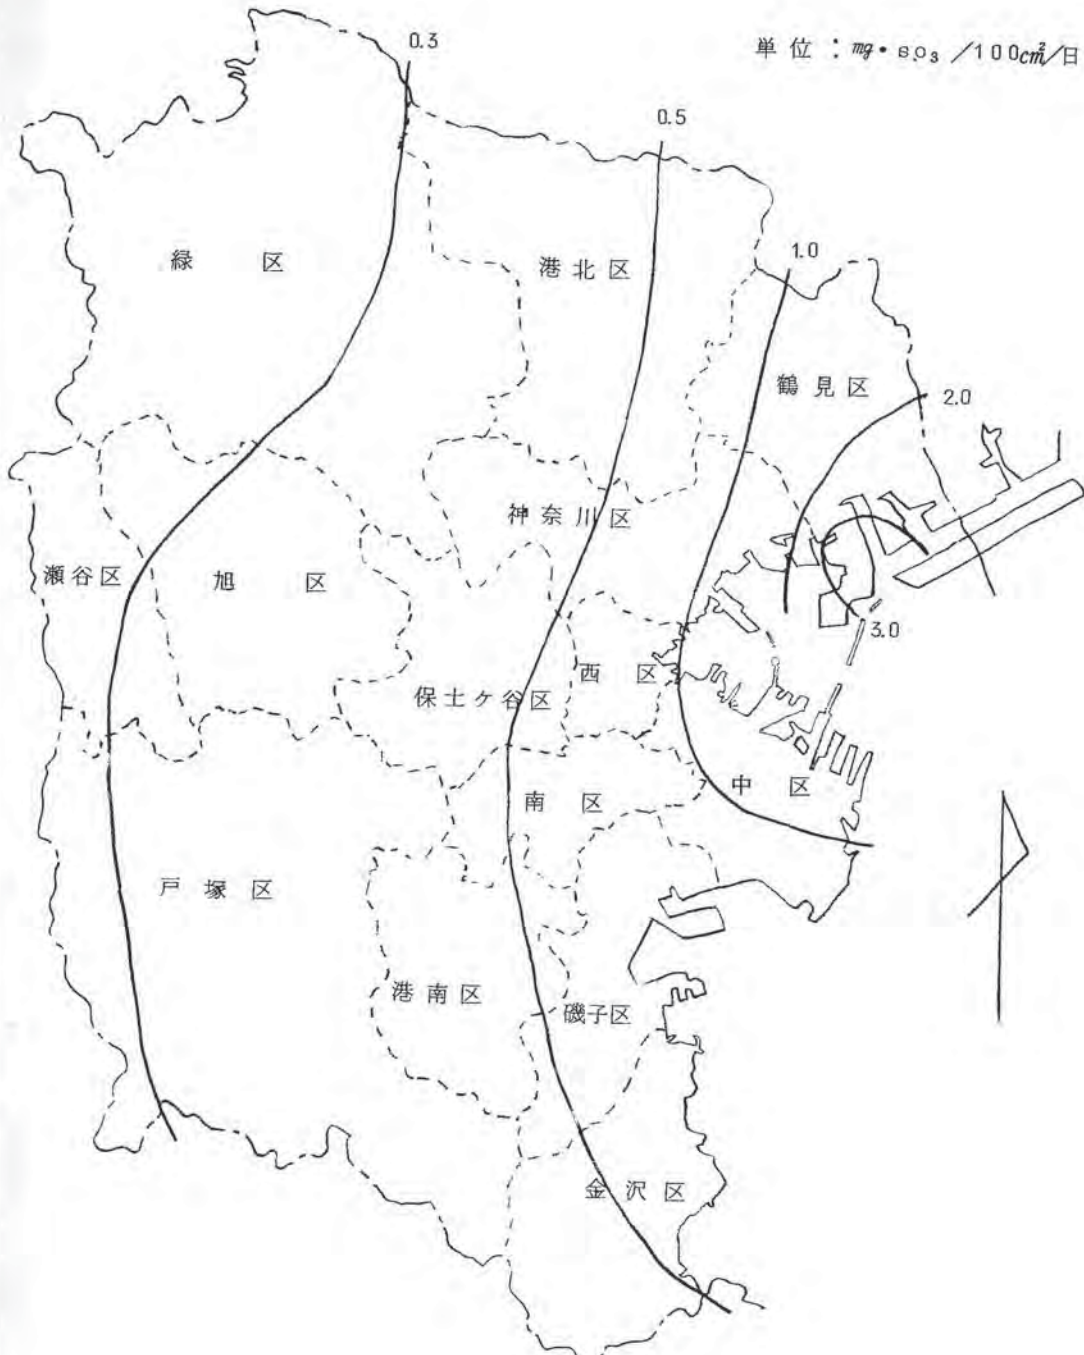 0.3
単位：mg・SO₃/100cm²/日
0.5
緑区
港北区
1.0
鶴見区
2.0
神奈川区
瀬谷区
旭区
3.0
西区
保土ケ谷区
中区
南区
戸塚区
港南区
磯子区
金沢区